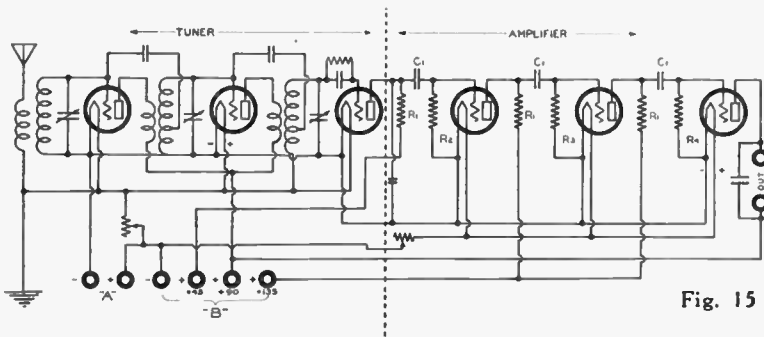 TUNER
AMPLIFIER
C1 C1 C1
R1 R2 R1 R3 R1 R4
- +
- +
OUT
- + - + + +
+45 +90 +135
"A"
"B"
Fig. 15